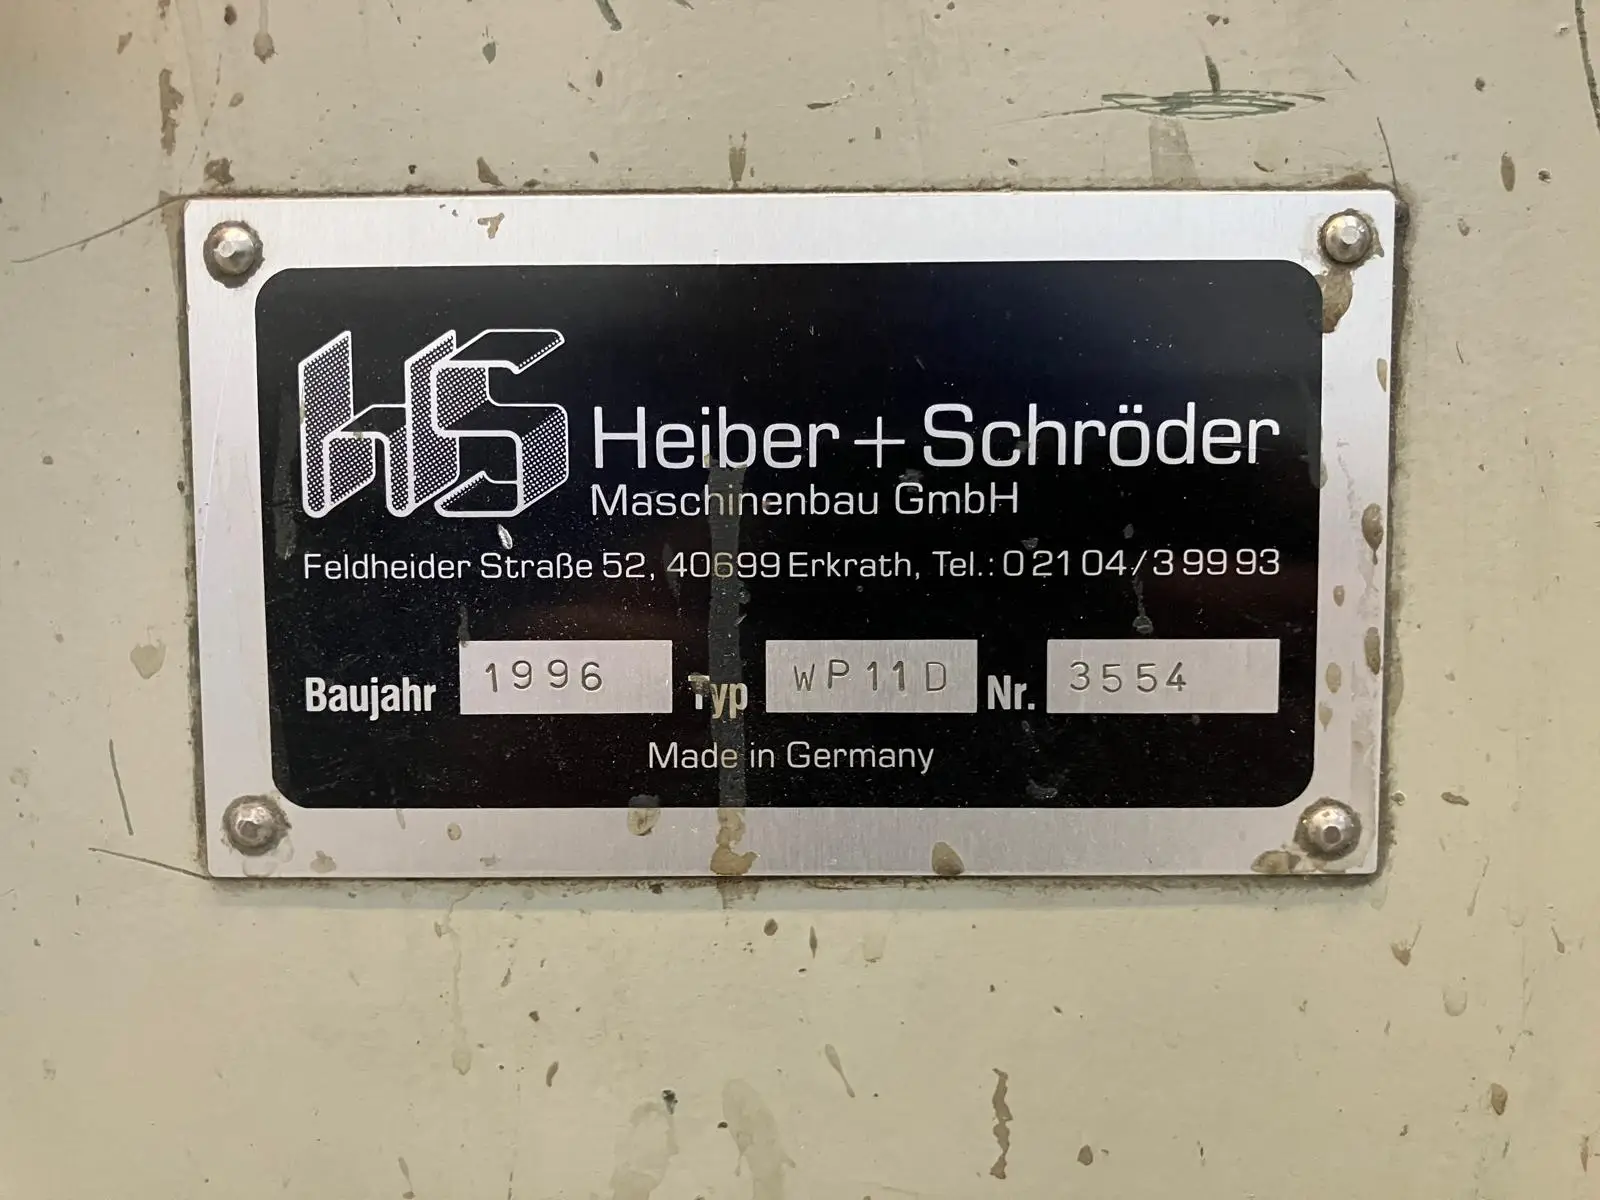 HS
Heiber + Schröder
Maschinenbau GmbH
Feldheider Straße 52, 40699 Erkrath, Tel.: 0 21 04/3 99 93
Baujahr 1996 Typ WP11D Nr. 3554
Made in Germany